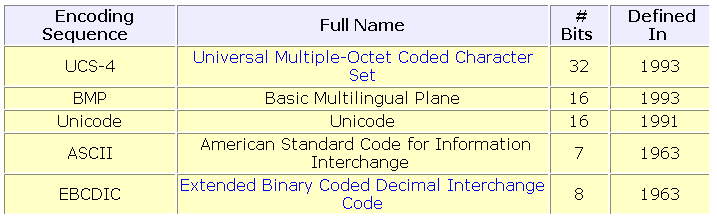 Encoding Sequence Full Name # Bits Defined In
UCS-4 Universal Multiple-Octet Coded Character Set 32 1993
BMP Basic Multilingual Plane 16 1993
Unicode Unicode 16 1991
ASCII American Standard Code for Information Interchange 7 1963
EBCDIC Extended Binary Coded Decimal Interchange Code 8 1963